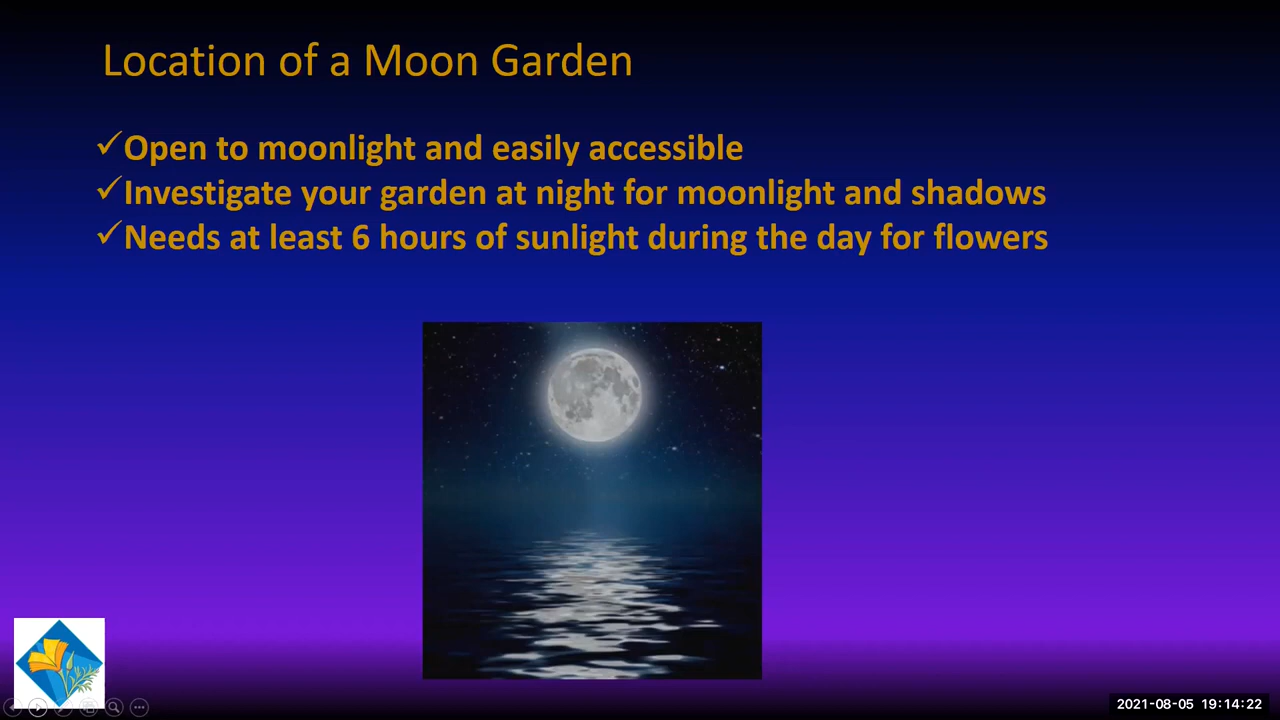 Location of a Moon Garden
✓Open to moonlight and easily accessible
✓Investigate your garden at night for moonlight and shadows
✓Needs at least 6 hours of sunlight during the day for flowers
2021-08-05 19:14:22